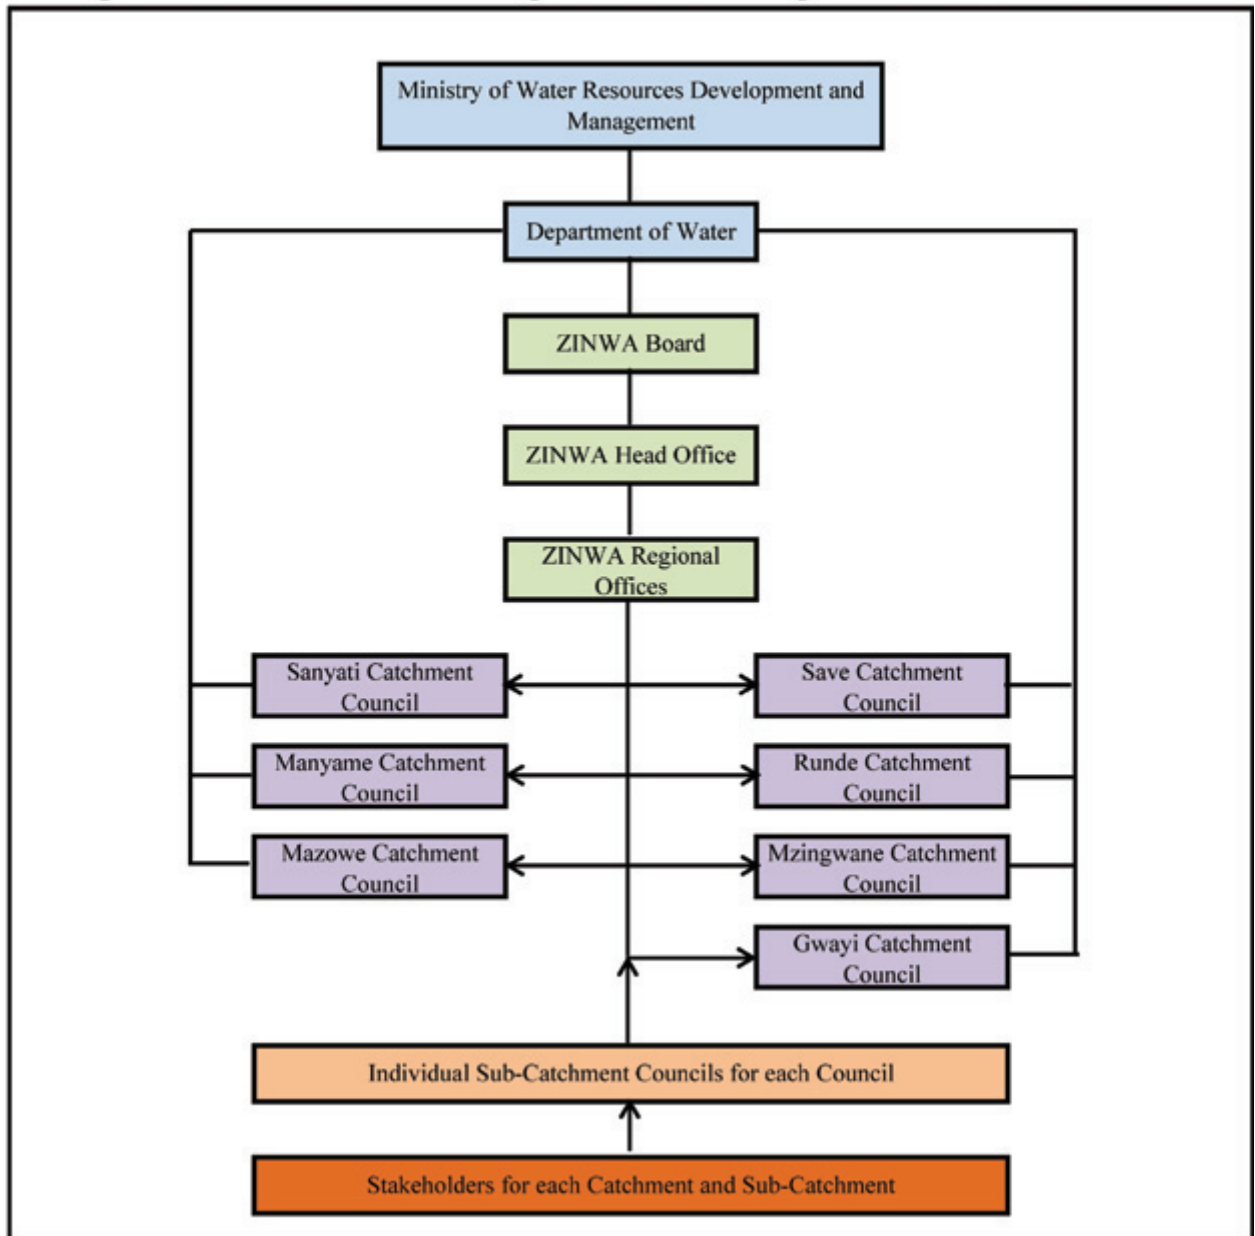 Ministry of Water Resources Development and
Management
Department of Water
ZINWA Board
ZINWA Head Office
ZINWA Regional
Offices
Sanyati Catchment
Council
Save Catchment
Council
Manyame Catchment
Council
Runde Catchment
Council
Mazowe Catchment
Council
Mzingwane Catchment
Council
Gwayi Catchment
Council
Individual Sub-Catchment Councils for each Council
Stakeholders for each Catchment and Sub-Catchment